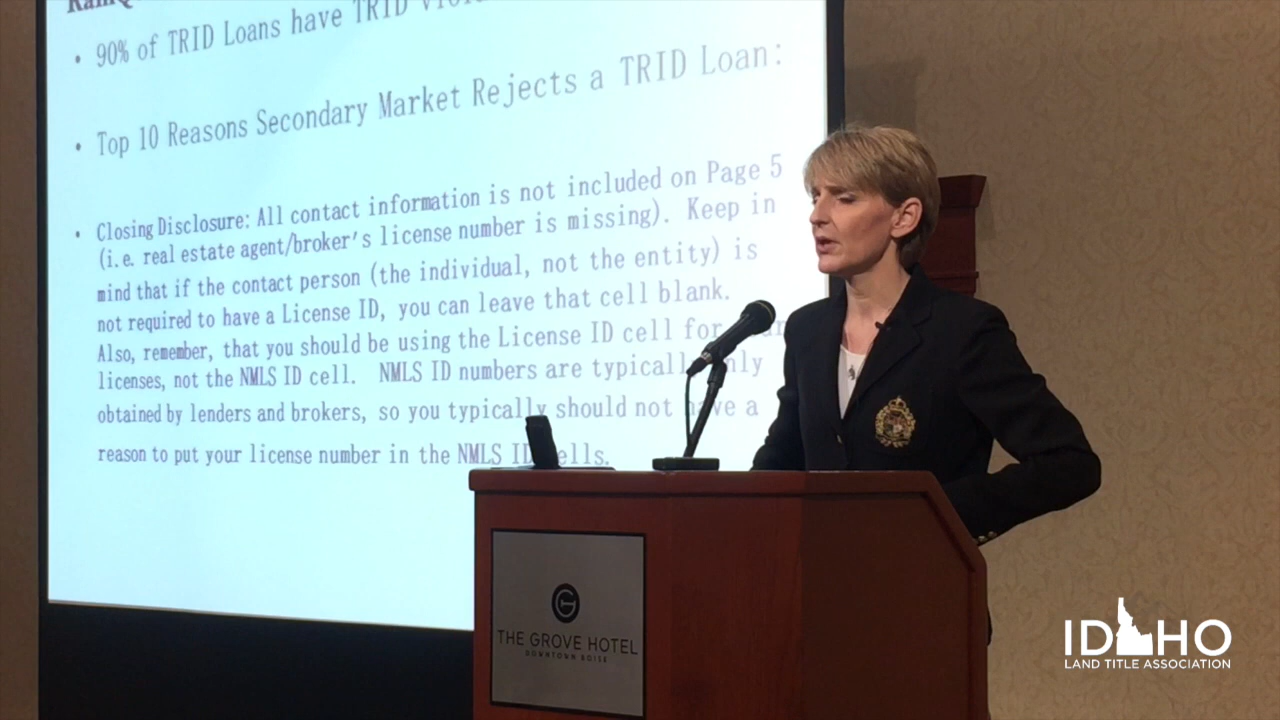 • 90% of TRID Loans have TRID
• Top 10 Reasons Secondary Market Rejects a TRID Loan:
• Closing Disclosure: All contact information is not included on Page 5
(i.e. real estate agent/broker's license number is missing). Keep in
mind that if the contact person (the individual, not the entity) is
not required to have a License ID, you can leave that cell blank.
Also, remember, that you should be using the License ID cell for
licenses, not the NMLS ID cell. NMLS ID numbers are typically only
obtained by lenders and brokers, so you typically should not have a
reason to put your license number in the NMLS ID cells.
THE GROVE HOTEL
DOWNTOWN BOISE
IDAHO
LAND TITLE ASSOCIATION